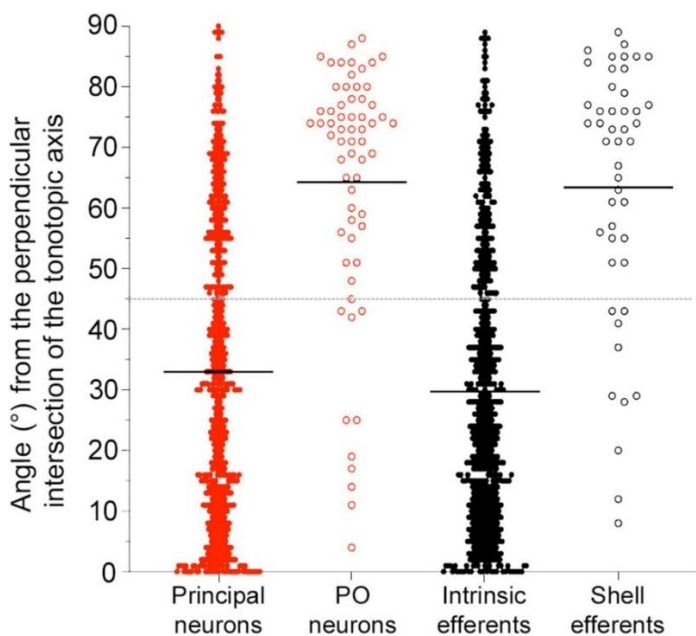 Angle (°) from the perpendicular
intersection of the tonotopic axis
90
80
70
60
50
40
30
20
10
0
Principal
neurons
PO
neurons
Intrinsic
efferents
Shell
efferents